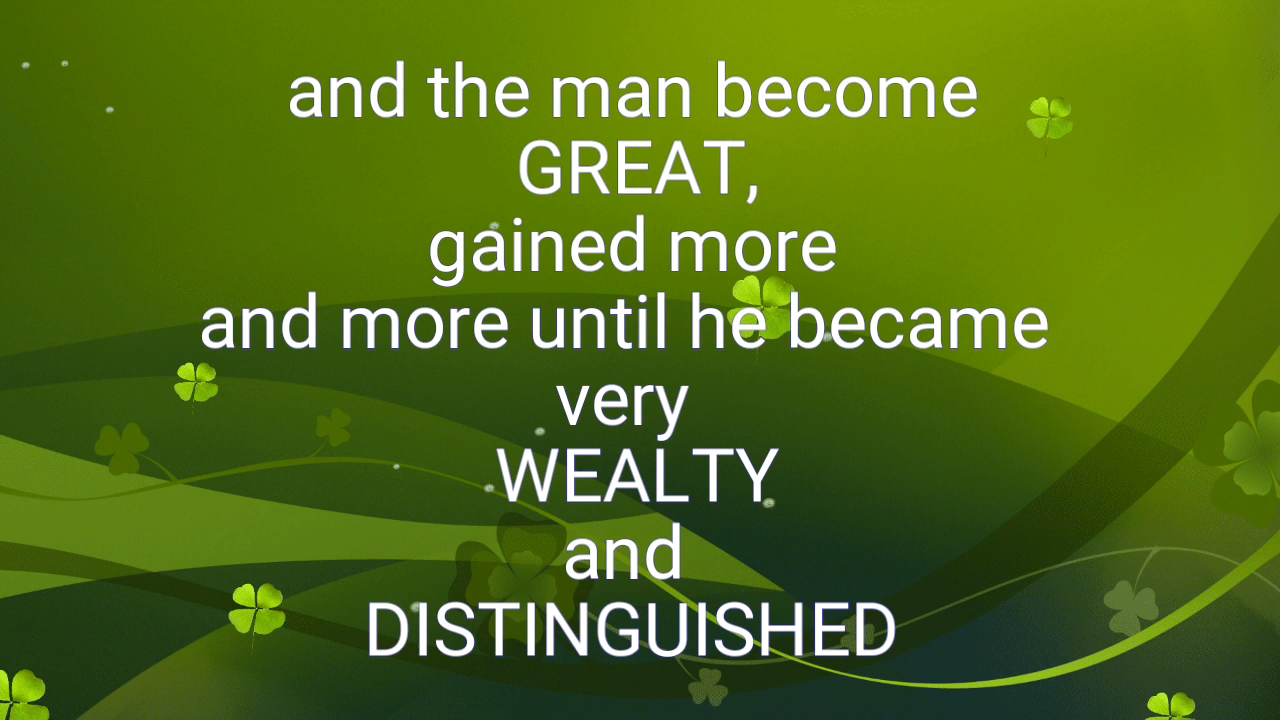 and the man become
GREAT,
gained more
and more until he became
very
WEALTY
and
DISTINGUISHED